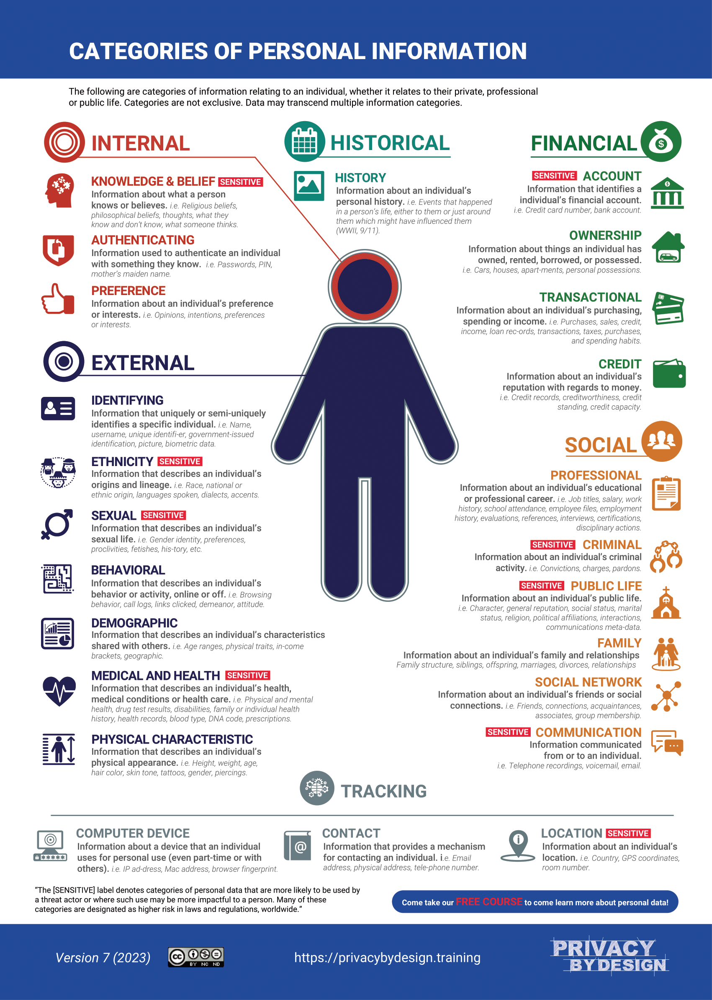 CATEGORIES OF PERSONAL INFORMATION
The following are categories of information relating to an individual, whether it relates to their private, professional
or public life. Categories are not exclusive. Data may transcend multiple information categories.
INTERNAL
KNOWLEDGE & BELIEF SENSITIVE
Information about what a person
knows or believes. i.e. Religious beliefs,
philosophical beliefs, thoughts, what they
know and don't know, what someone thinks.
AUTHENTICATING
Information used to authenticate an individual
with something they know. i.e. Passwords, PIN,
mother's maiden name.
PREFERENCE
Information about an individual's preference
or interests. i.e. Opinions, intentions, preferences
or interests.
EXTERNAL
IDENTIFYING
Information that uniquely or semi-uniquely
identifies a specific individual. i.e. Name,
username, unique identifi-er, government-issued
identification, picture, biometric data.
ETHNICITY SENSITIVE
Information that describes an individual's
origins and lineage. i.e. Race, national or
ethnic origin, languages spoken, dialects, accents.
SEXUAL SENSITIVE
Information that describes an individual's
sexual life. i.e. Gender identity, preferences,
proclivities, fetishes, his-tory, etc.
BEHAVIORAL
Information that describes an individual's
behavior or activity, online or off. i.e. Browsing
behavior, call logs, links clicked, demeanor, attitude.
DEMOGRAPHIC
Information that describes an individual's characteristics
shared with others. i.e. Age ranges, physical traits, in-come
brackets, geographic.
MEDICAL AND HEALTH SENSITIVE
Information that describes an individual's health,
medical conditions or health care. i.e. Physical and mental
health, drug test results, disabilities, family or individual health
history, health records, blood type, DNA code, prescriptions.
PHYSICAL CHARACTERISTIC
Information that describes an individual's
physical appearance. i.e. Height, weight, age,
hair color, skin tone, tattoos, gender, piercings.
HISTORICAL
HISTORY
Information about an individual's
personal history. i.e. Events that happened
in a person's life, either to them or just around
them which might have influenced them
(WWII, 9/11).
FINANCIAL
$
SENSITIVE ACCOUNT
Information that identifies a
individual's financial account.
i.e. Credit card number, bank account.
$
OWNERSHIP
Information about things an individual has
owned, rented, borrowed, or possessed.
i.e. Cars, houses, apart-ments, personal possessions.
TRANSACTIONAL
Information about an individual's purchasing,
spending or income. i.e. Purchases, sales, credit,
income, loan rec-ords, transactions, taxes, purchases,
and spending habits.
CREDIT
Information about an individual's
reputation with regards to money.
i.e. Credit records, creditworthiness, credit
standing, credit capacity.
SOCIAL
PROFESSIONAL
Information about an individual's educational
or professional career. i.e. Job titles, salary, work
history, school attendance, employee files, employment
history, evaluations, references, interviews, certifications,
disciplinary actions.
SENSITIVE CRIMINAL
Information about an individual's criminal
activity. i.e. Convictions, charges, pardons.
SENSITIVE PUBLIC LIFE
Information about an individual's public life.
i.e. Character, general reputation, social status, marital
status, religion, political affiliations, interactions,
communications meta-data.
FAMILY
Information about an individual's family and relationships
Family structure, siblings, offspring, marriages, divorces, relationships
SOCIAL NETWORK
Information about an individual's friends or social
connections. i.e. Friends, connections, acquaintances,
associates, group membership.
SENSITIVE COMMUNICATION
Information communicated
from or to an individual.
i.e. Telephone recordings, voicemail, email.
TRACKING
COMPUTER DEVICE
Information about a device that an individual
uses for personal use (even part-time or with
others). i.e. IP ad-dress, Mac address, browser fingerprint.
@
CONTACT
Information that provides a mechanism
for contacting an individual. i.e. Email
address, physical address, tele-phone number.
LOCATION SENSITIVE
Information about an individual's
location. i.e. Country, GPS coordinates,
room number.
"The [SENSITIVE] label denotes categories of personal data that are more likely to be used by
a threat actor or where such use may be more impactful to a person. Many of these
categories are designated as higher risk in laws and regulations, worldwide."
Come take our FREE COURSE to come learn more about personal data!
Version 7 (2023)
cc
BY NC ND
https://privacybydesign.training
PRIVACY
BY DESIGN